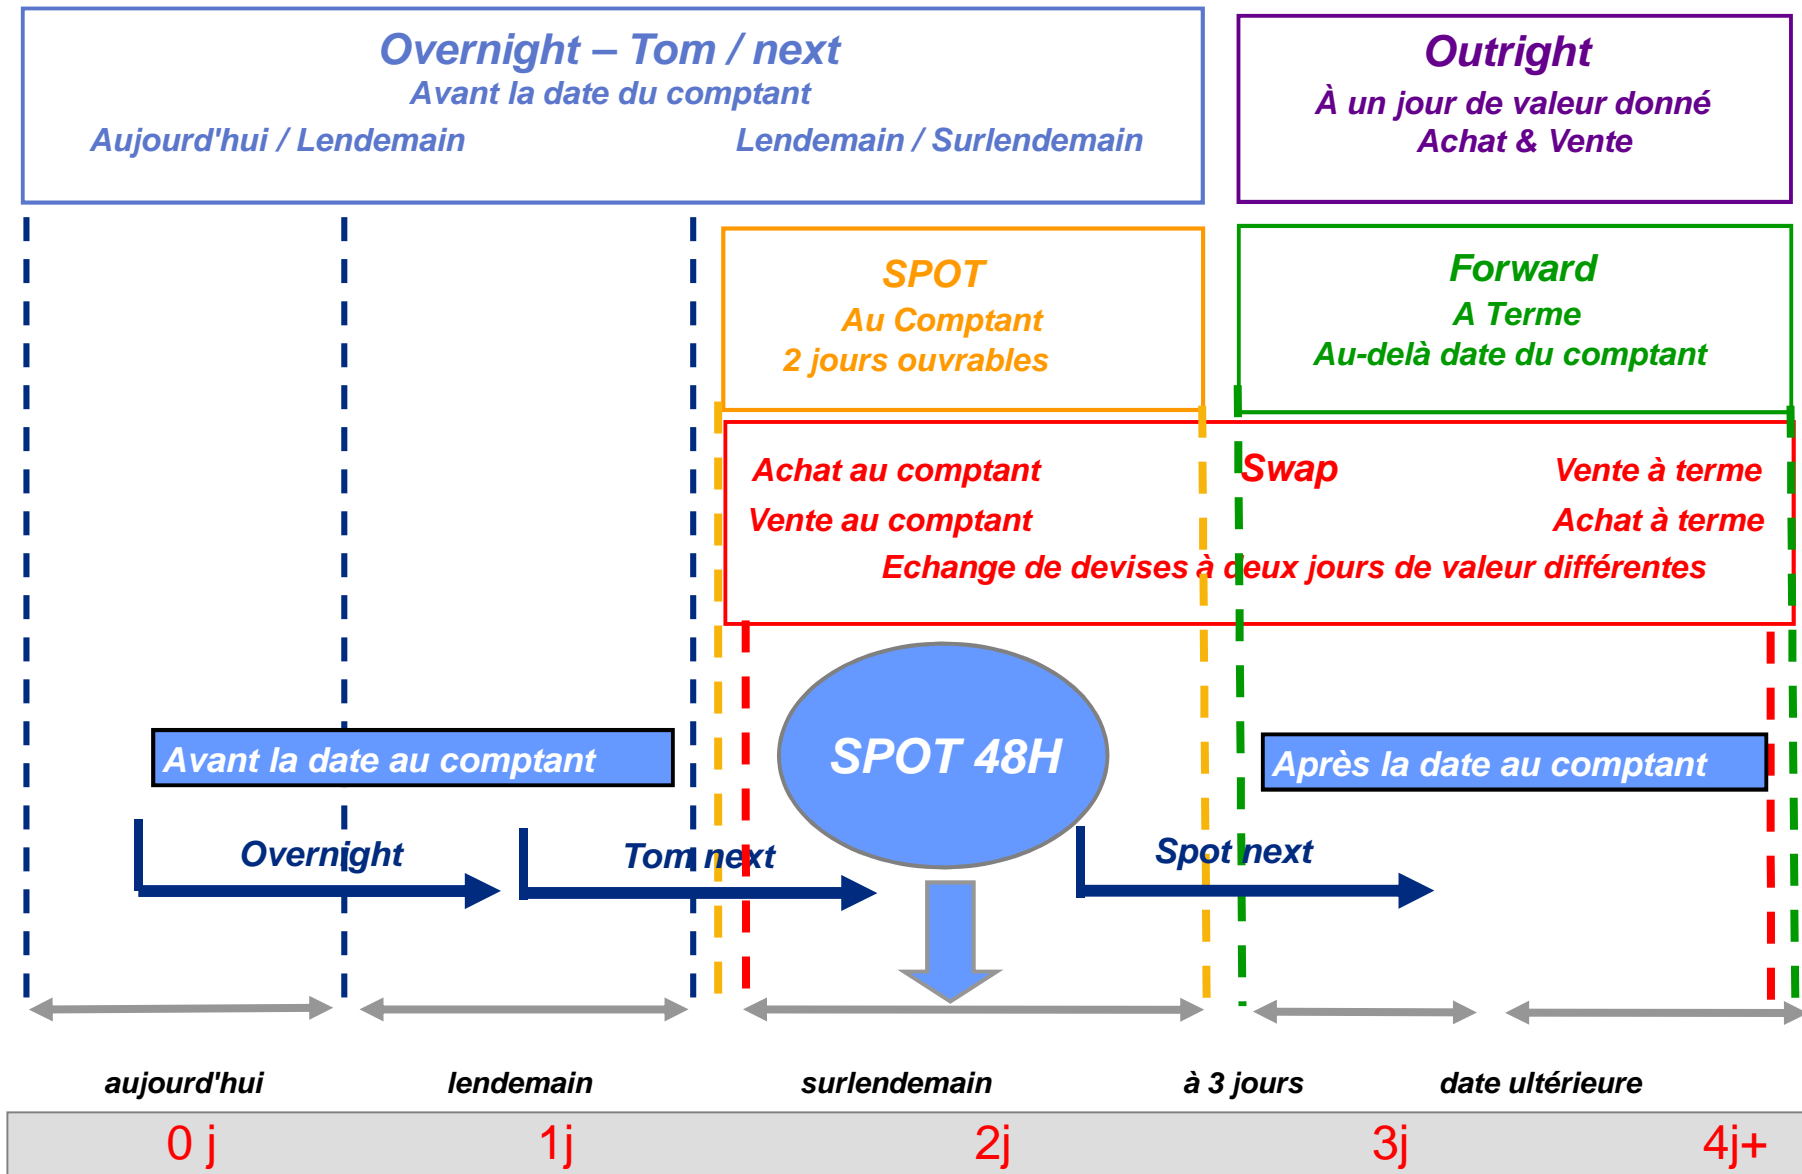 Overnight – Tom / next
Avant la date du comptant
Aujourd'hui / Lendemain
Lendemain / Surlendemain
Outright
À un jour de valeur donné
Achat & Vente
SPOT
Au Comptant
2 jours ouvrables
Forward
A Terme
Au-delà date du comptant
Achat au comptant
Swap
Vente à terme
Vente au comptant
Achat à terme
Echange de devises à deux jours de valeur différentes
Avant la date au comptant
SPOT 48H
Après la date au comptant
Overnight
Tom next
Spot next
aujourd'hui
lendemain
surlendemain
à 3 jours
date ultérieure
0 j
1j
2j
3j
4j+